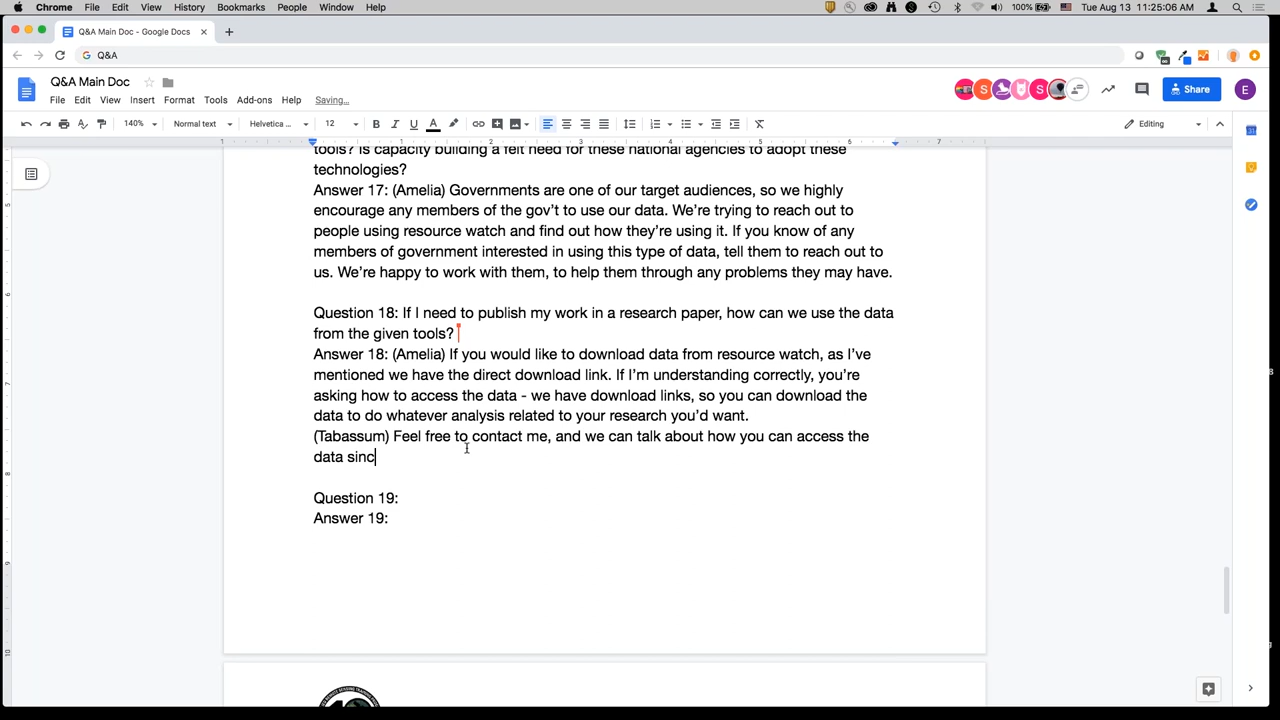 Chrome File Edit View History Bookmarks People Window Help 100% Tue Aug 13 11:25:06 AM
Q&A Main Doc - Google Docs
Q&A
Q&A Main Doc
File Edit View Insert Format Tools Add-ons Help Saving...
S S Share E
140% Normal text Helvetica ... 12 B I U A Editing
1 1 2 3 4 5 6 7
tools? Is capacity building a felt need for these national agencies to adopt these
technologies?
Answer 17: (Amelia) Governments are one of our target audiences, so we highly
encourage any members of the gov’t to use our data. We’re trying to reach out to
people using resource watch and find out how they’re using it. If you know of any
members of government interested in using this type of data, tell them to reach out to
us. We’re happy to work with them, to help them through any problems they may have.
Question 18: If I need to publish my work in a research paper, how can we use the data
from the given tools?
Answer 18: (Amelia) If you would like to download data from resource watch, as I’ve
mentioned we have the direct download link. If I’m understanding correctly, you’re
asking how to access the data - we have download links, so you can download the
data to do whatever analysis related to your research you’d want.
(Tabassum) Feel free to contact me, and we can talk about how you can access the
data sinc
Question 19:
Answer 19: